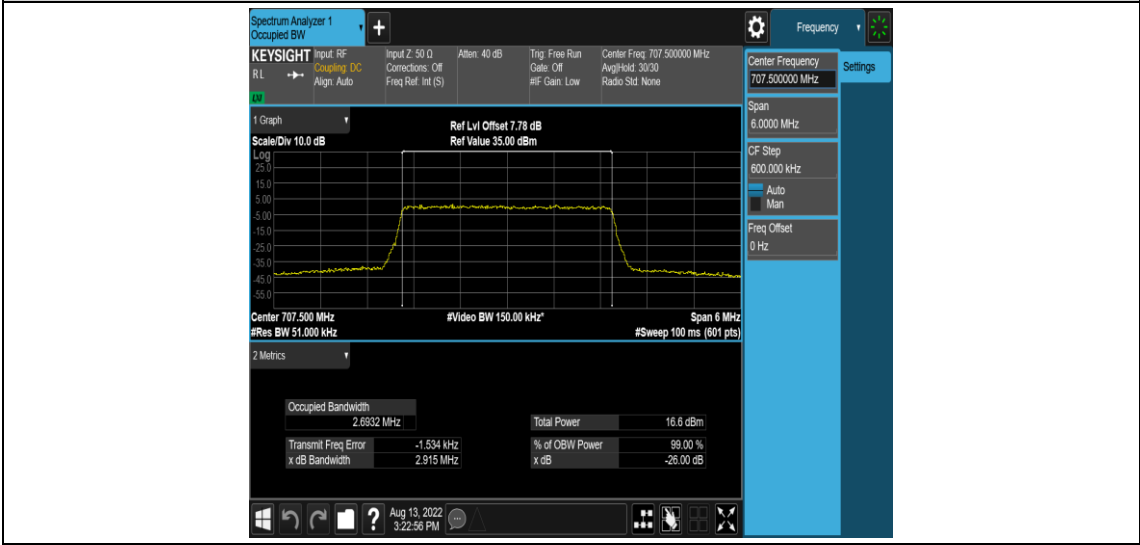 Spectrum Analyzer 1
Occupied BW
+
Frequency
KEYSIGHT
R L
LM
Input: RF
Coupling: DC
Align: Auto
Input Z: 50 Ω
Corrections: Off
Freq Ref: Int (S)
Atten: 40 dB
Trig: Free Run
Gate: Off
#IF Gain: Low
Center Freq: 707.500000 MHz
Avg|Hold: 30/30
Radio Std: None
Center Frequency
707.500000 MHz
Settings
Span
6.0000 MHz
CF Step
600.000 kHz
Auto
Man
Freq Offset
0 Hz
1 Graph
Scale/Div 10.0 dB
Ref Lvl Offset 7.78 dB
Ref Value 35.00 dBm
Log
25.0
15.0
5.00
-5.00
-15.0
-25.0
-35.0
-45.0
-55.0
Center 707.500 MHz
#Video BW 150.00 kHz*
Span 6 MHz
#Res BW 51.000 kHz
#Sweep 100 ms (601 pts)
2 Metrics
Occupied Bandwidth
2.6932 MHz
Total Power 16.6 dBm
Transmit Freq Error -1.534 kHz
% of OBW Power 99.00 %
x dB Bandwidth 2.915 MHz
x dB -26.00 dB
?
Aug 13, 2022
3:22:56 PM